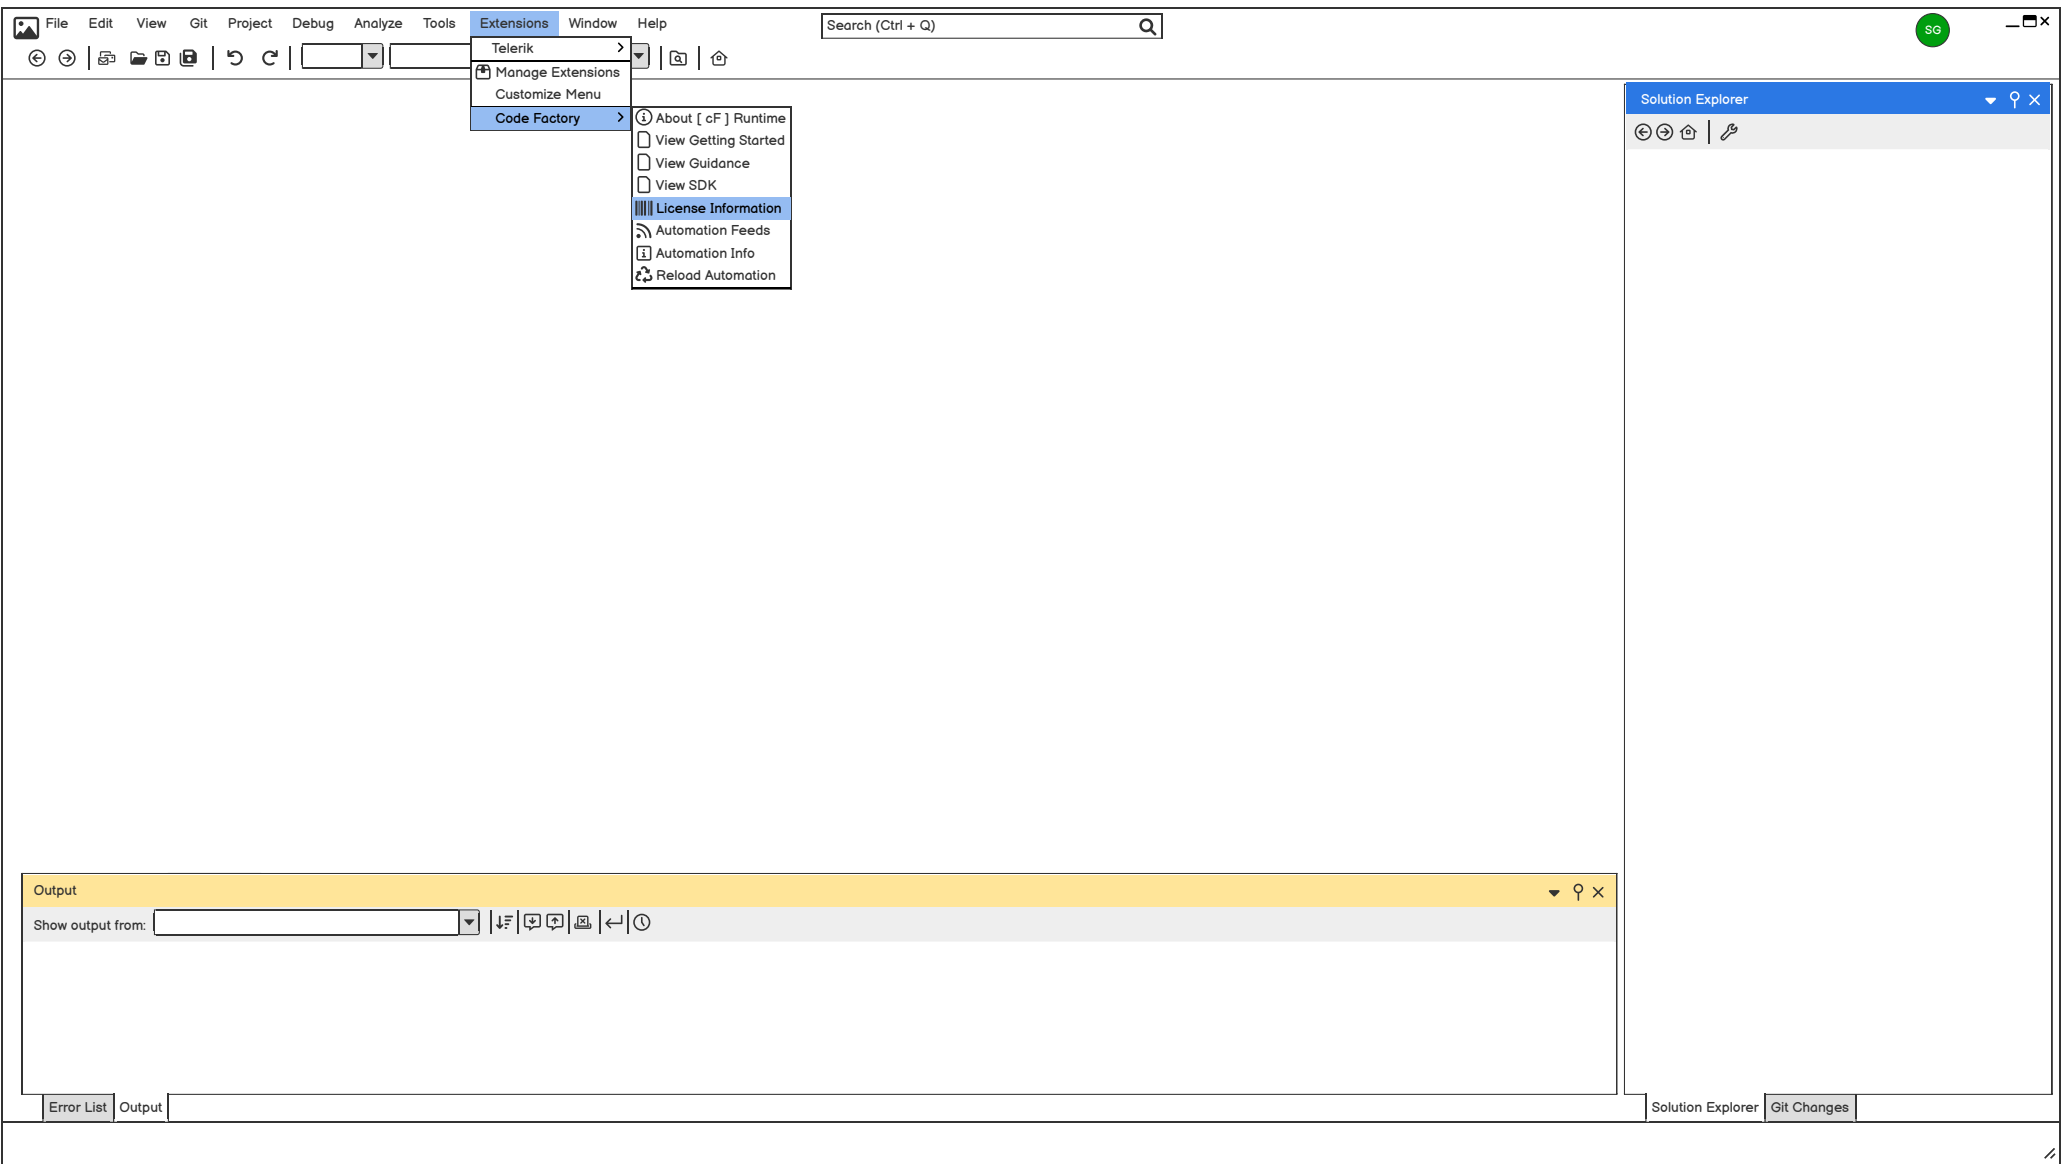 File Edit View Git Project Debug Analyze Tools Extensions Window Help Search (Ctrl + Q) SG
Telerik
Manage Extensions
Customize Menu
Code Factory
About [ cF ] Runtime
View Getting Started
View Guidance
View SDK
License Information
Automation Feeds
Automation Info
Reload Automation
Solution Explorer
Output
Show output from:
Error List Output
Solution Explorer Git Changes